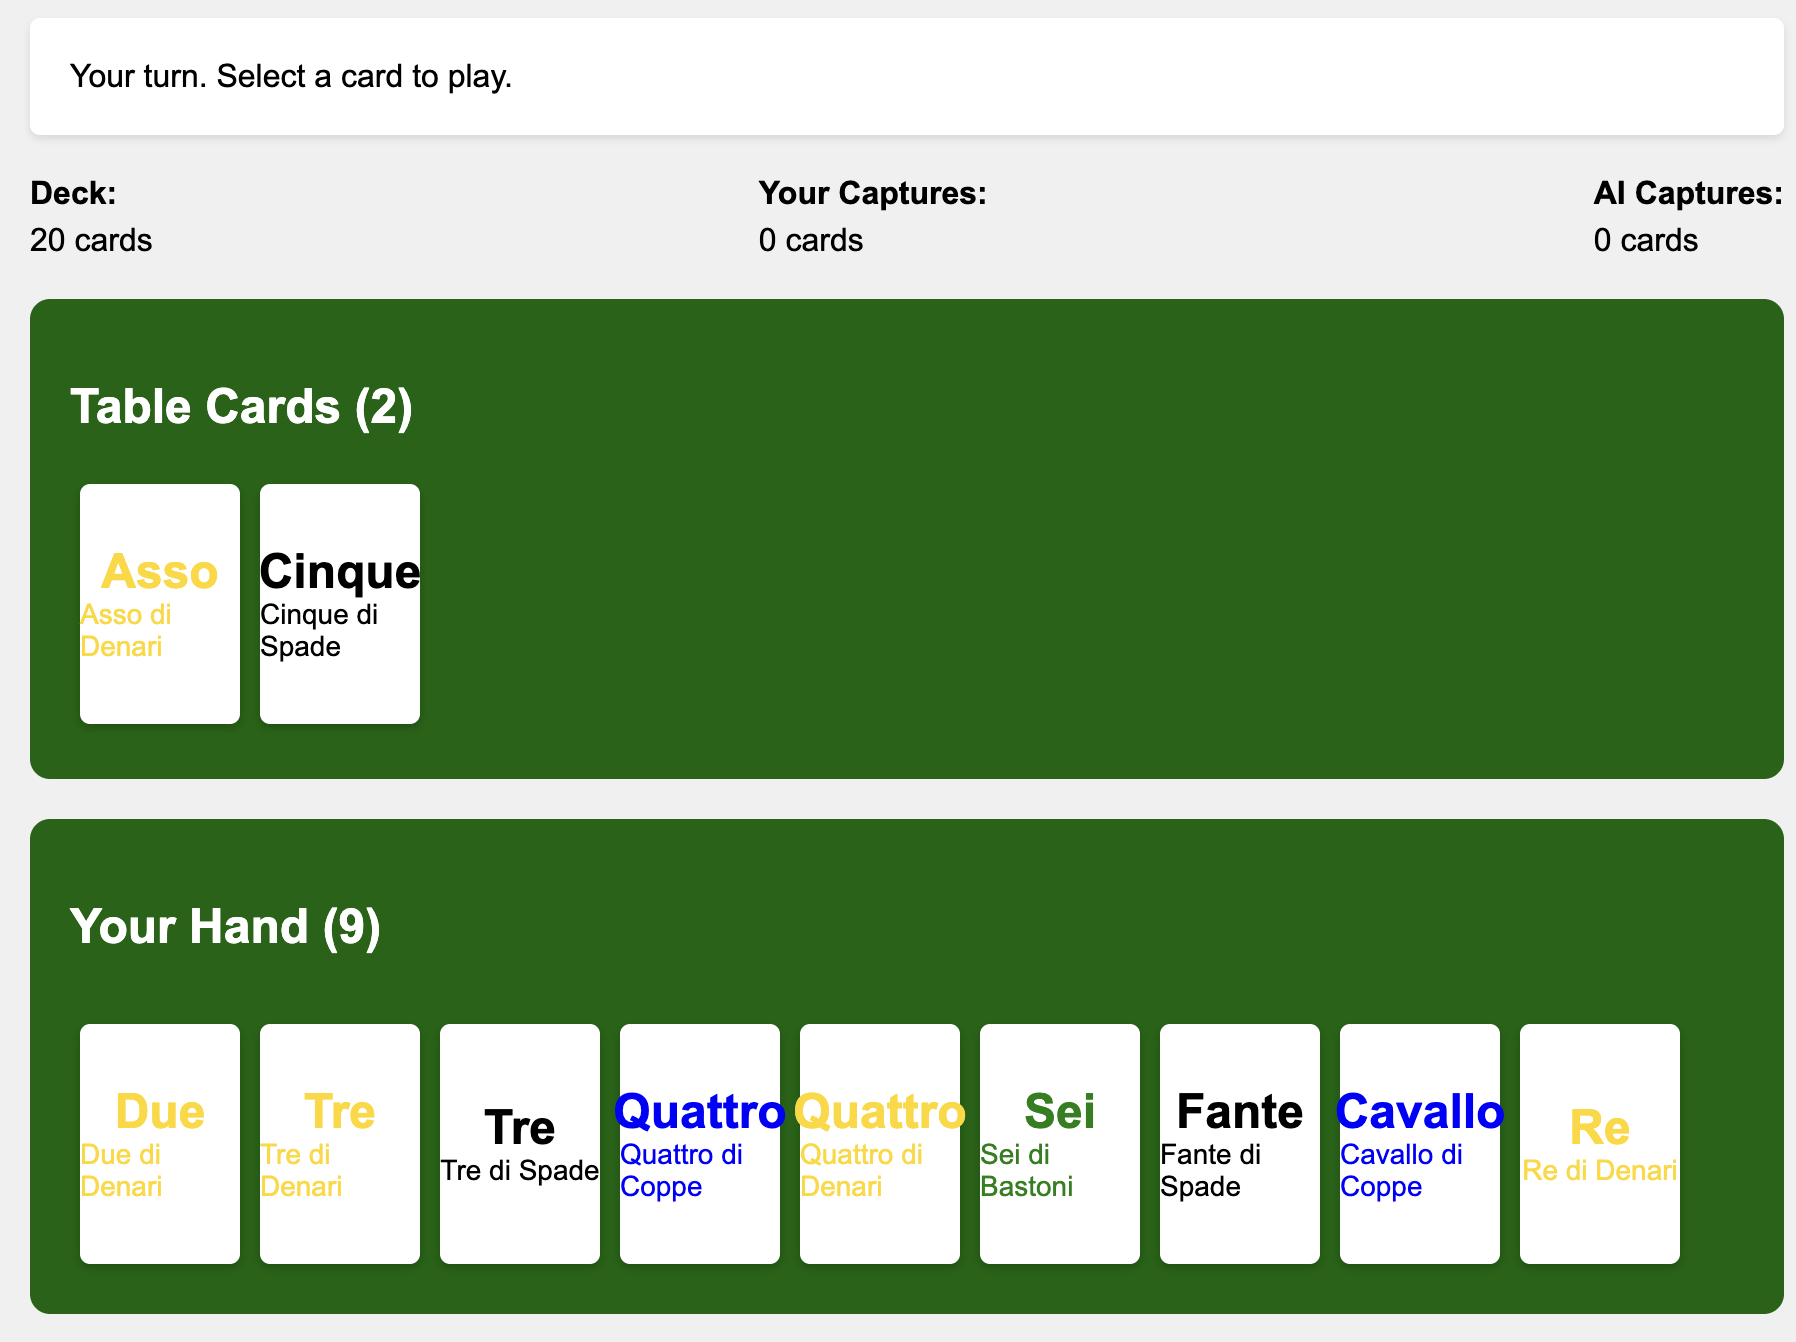 Your turn. Select a card to play.
Deck:
20 cards
Your Captures:
0 cards
AI Captures:
0 cards
Table Cards (2)
Asso
Asso di
Denari
Cinque
Cinque di
Spade
Your Hand (9)
Due
Due di
Denari
Tre
Tre di
Denari
Tre
Tre di Spade
Quattro
Quattro di
Coppe
Quattro
Quattro di
Denari
Sei
Sei di
Bastoni
Fante
Fante di
Spade
Cavallo
Cavallo di
Coppe
Re
Re di Denari